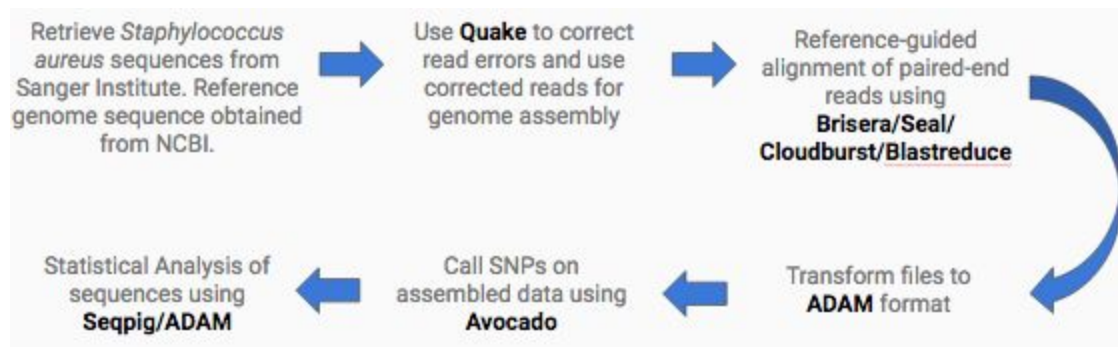 Retrieve Staphylococcus
aureus sequences from
Sanger Institute. Reference
genome sequence obtained
from NCBI.
Use Quake to correct
read errors and use
corrected reads for
genome assembly
Reference-guided
alignment of paired-end
reads using
Brisera/Seal/
Cloudburst/Blastreduce
Transform files to
ADAM format
Call SNPs on
assembled data using
Avocado
Statistical Analysis of
sequences using
Seqpig/ADAM